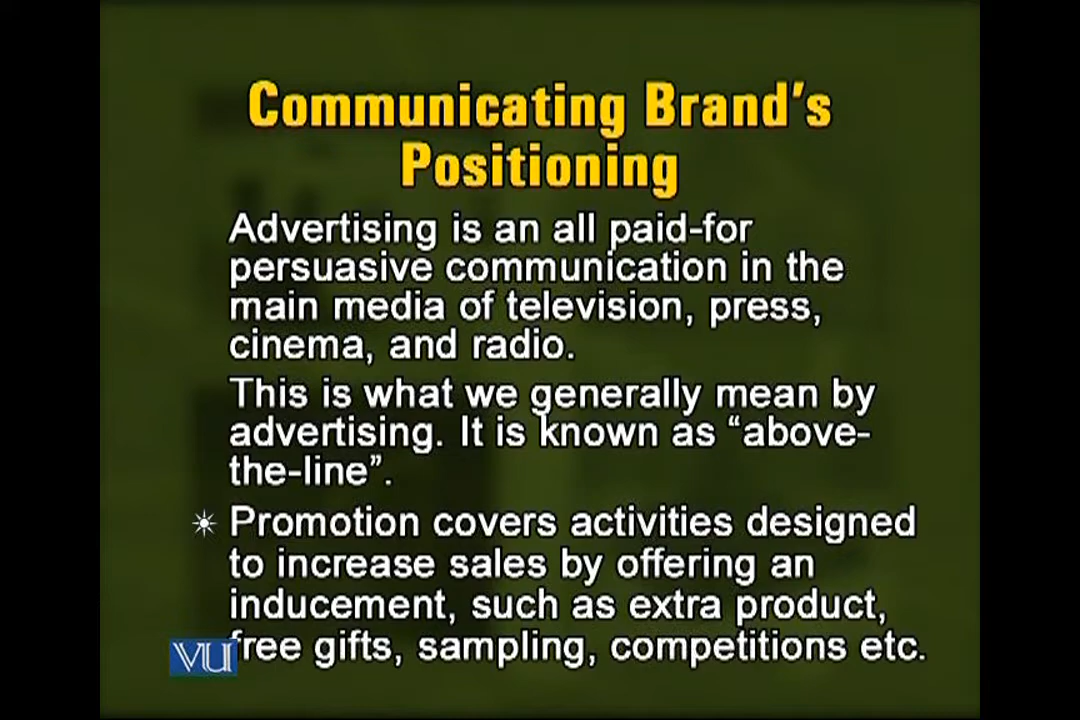 Communicating Brand's
Positioning
Advertising is an all paid-for
persuasive communication in the
main media of television, press,
cinema, and radio.
This is what we generally mean by
advertising. It is known as “above-
the-line”.
Promotion covers activities designed
to increase sales by offering an
inducement, such as extra product,
free gifts, sampling, competitions etc.
VU